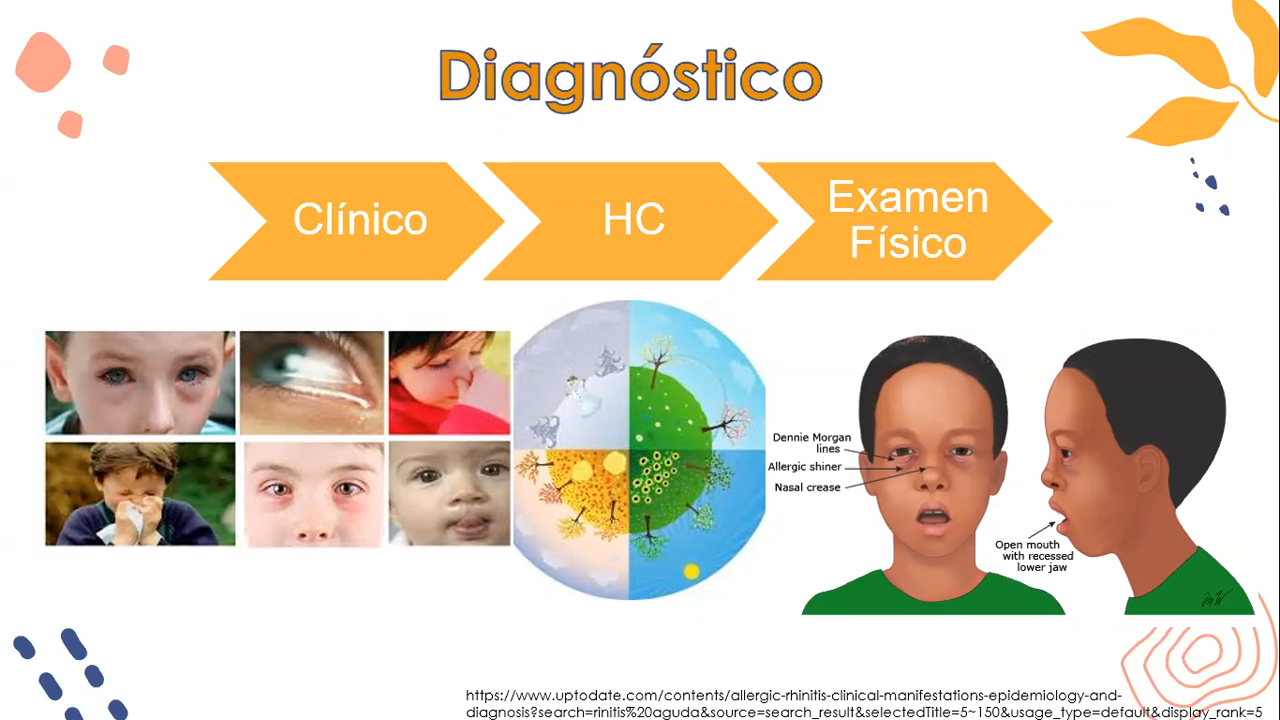 Diagnóstico
Clínico
HC
Examen
Físico
Dennie Morgan
lines
Allergic shiner
Nasal crease
Open mouth
with recessed
lower jaw
https://www.uptodate.com/contents/allergic-rhinitis-clinical-manifestations-epidemiology-and-
diagnosis?search=rinitis%20aguda&source=search_result&selectedTitle=5~150&usage_type=default&display_rank=5